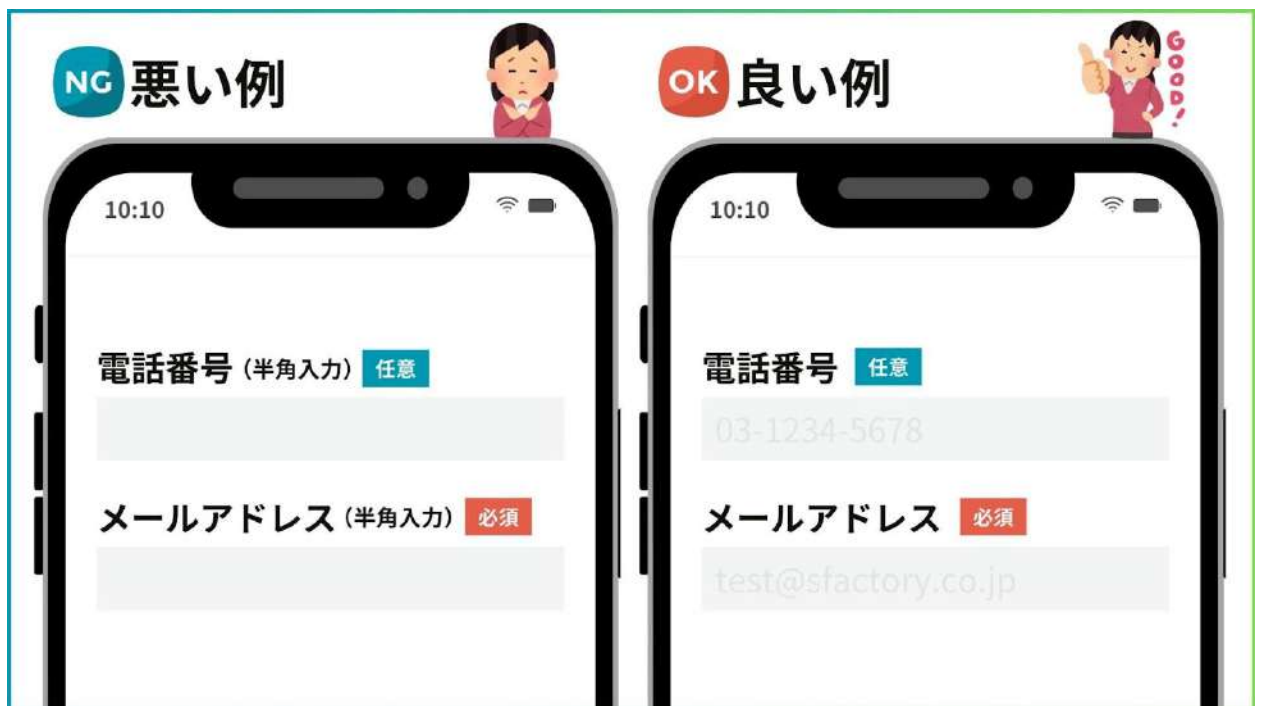 NG 悪い例
10:10
電話番号（半角入力） 任意
メールアドレス（半角入力） 必須
OK 良い例
GOOD!
10:10
電話番号 任意
03-1234-5678
メールアドレス 必須
test@sfactory.co.jp